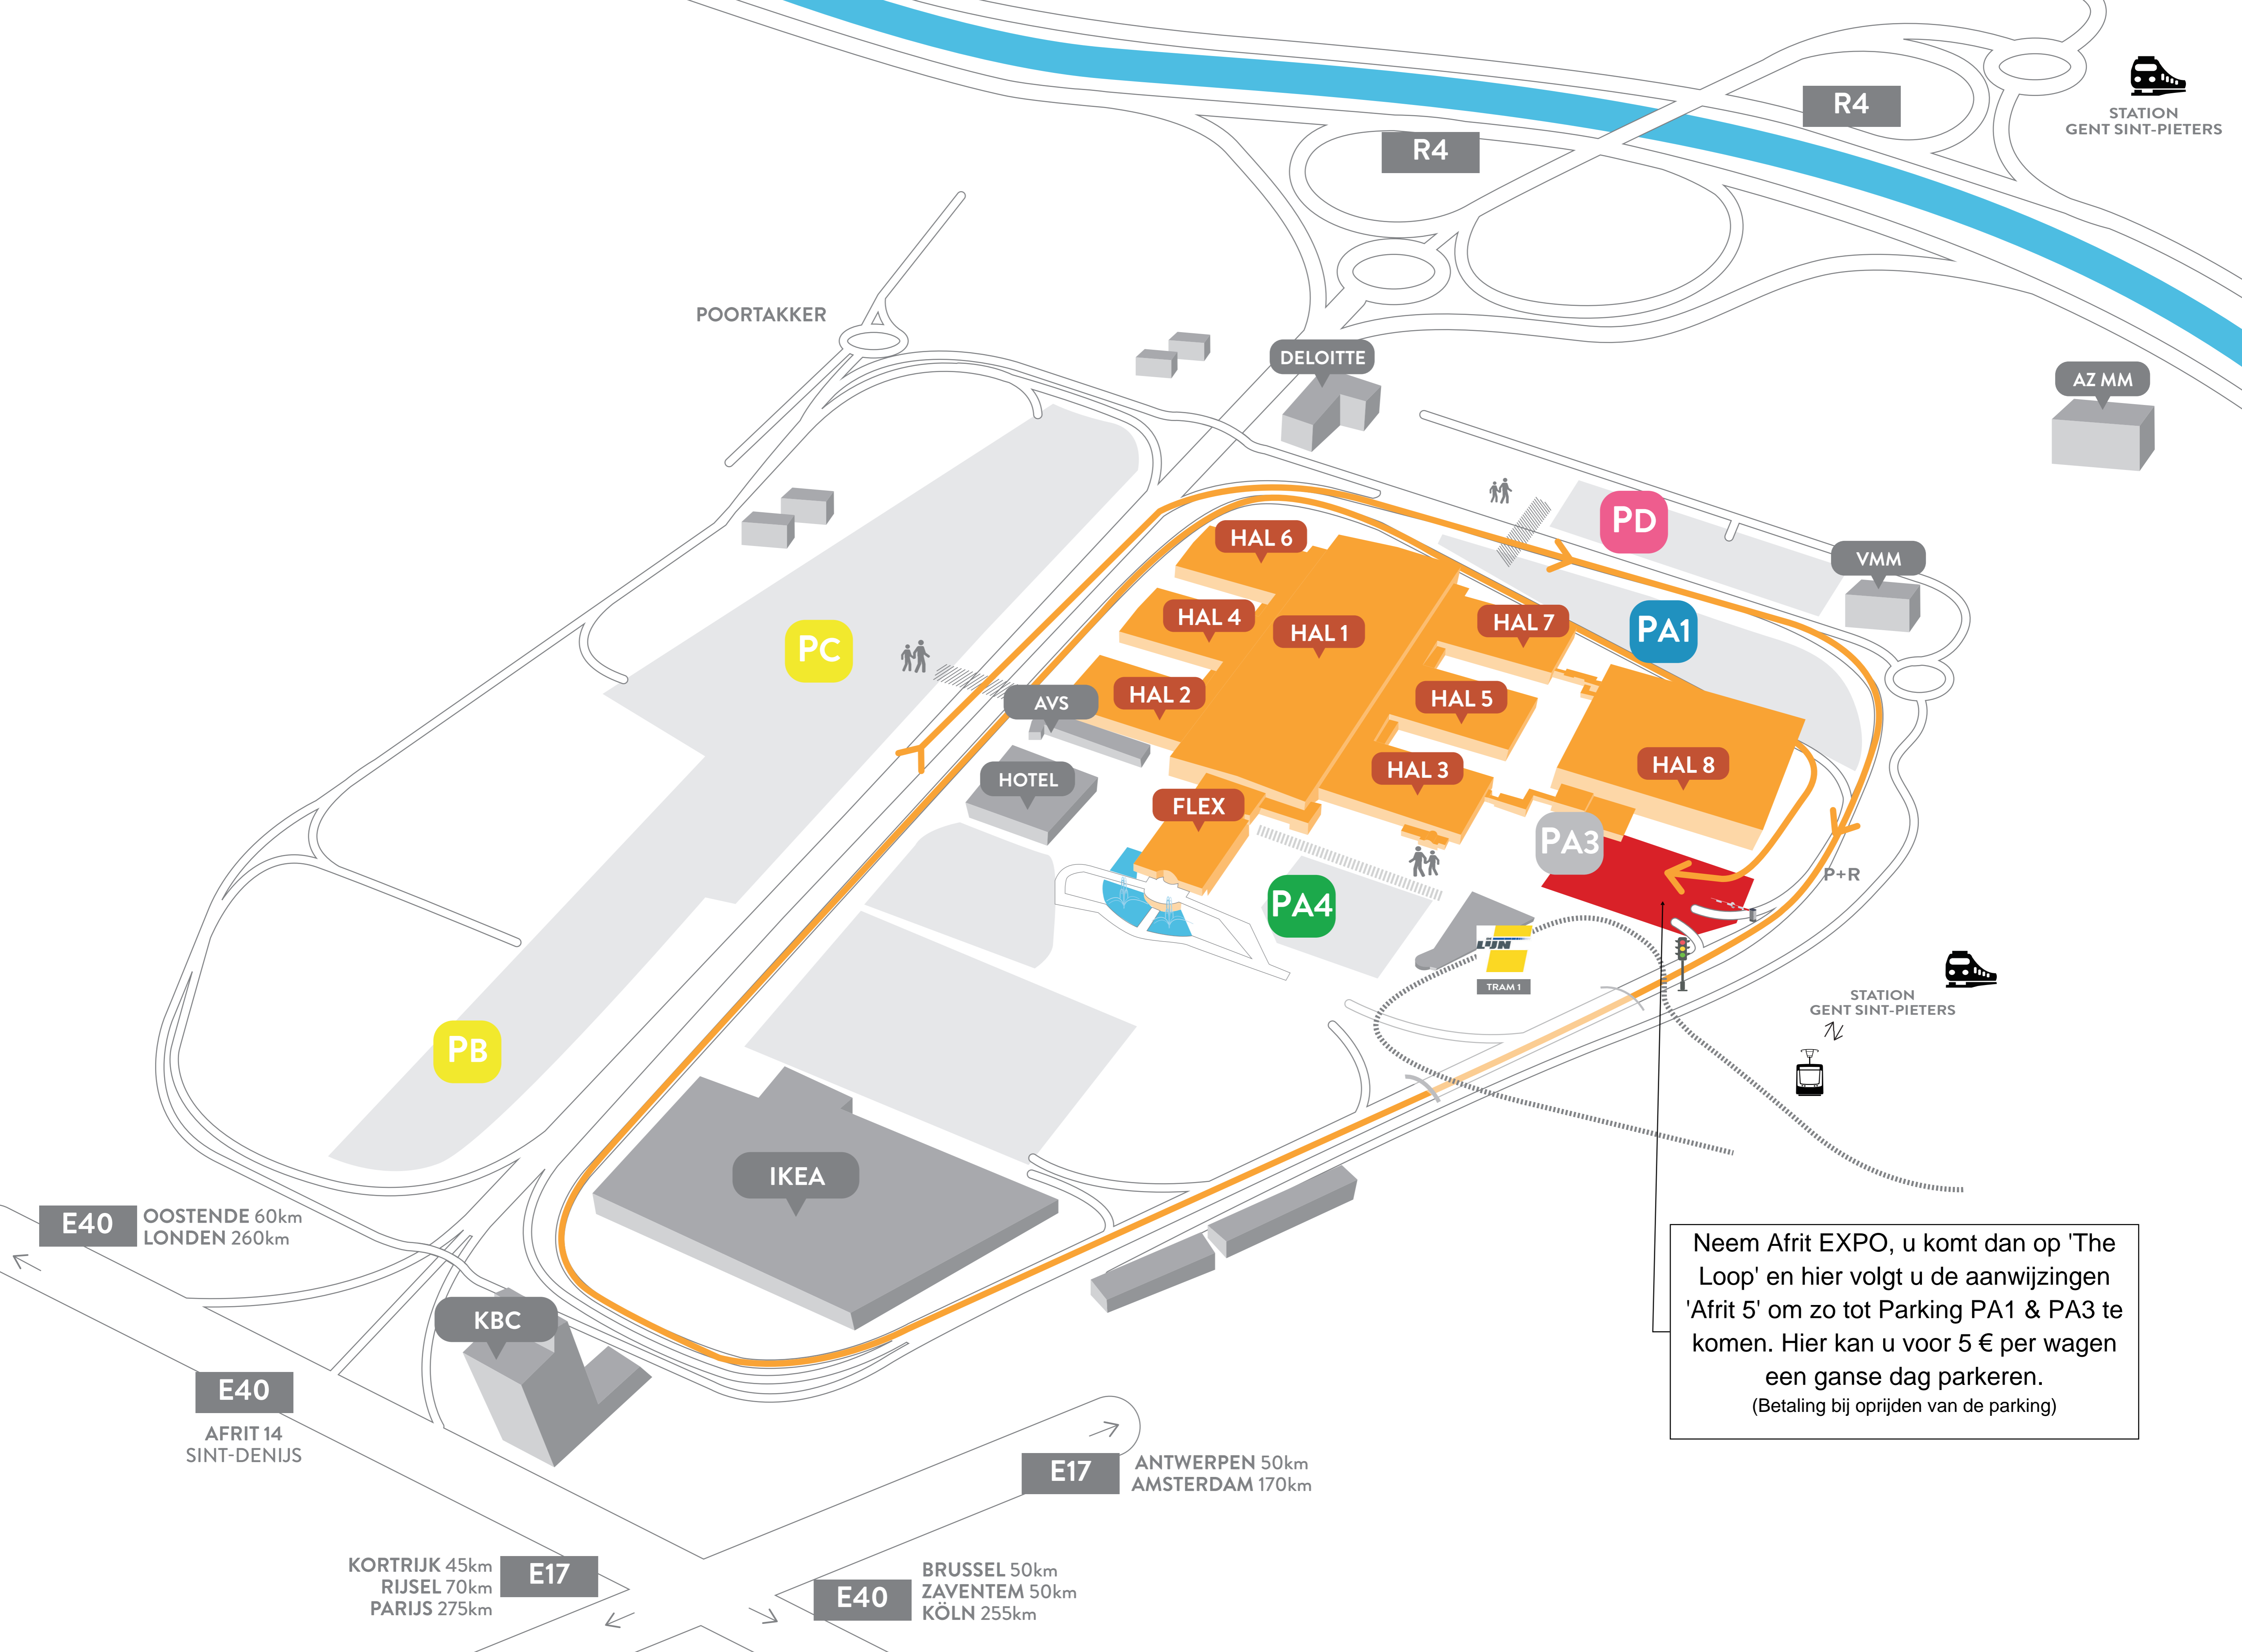 R4
STATION
GENT SINT-PIETERS
R4
POORTAKKER
DELOITTE
AZ MM
PD
HAL 6
VMM
HAL 4
HAL 1
HAL 7
PA1
PC
HAL 2
AVS
HAL 5
HOTEL
HAL 3
HAL 8
FLEX
PA3
P+R
PA4
LIJN
TRAM 1
STATION
GENT SINT-PIETERS
PB
IKEA
E40
OOSTENDE 60km
LONDEN 260km
Neem Afrit EXPO, u komt dan op 'The
Loop' en hier volgt u de aanwijzingen
'Afrit 5' om zo tot Parking PA1 & PA3 te
komen. Hier kan u voor 5 € per wagen
een ganse dag parkeren.
(Betaling bij oprijden van de parking)
KBC
E40
AFRIT 14
SINT-DENIJS
E17
ANTWERPEN 50km
AMSTERDAM 170km
KORTRIJK 45km
RIJSEL 70km
PARIJS 275km
E17
E40
BRUSSEL 50km
ZAVENTEM 50km
KÖLN 255km